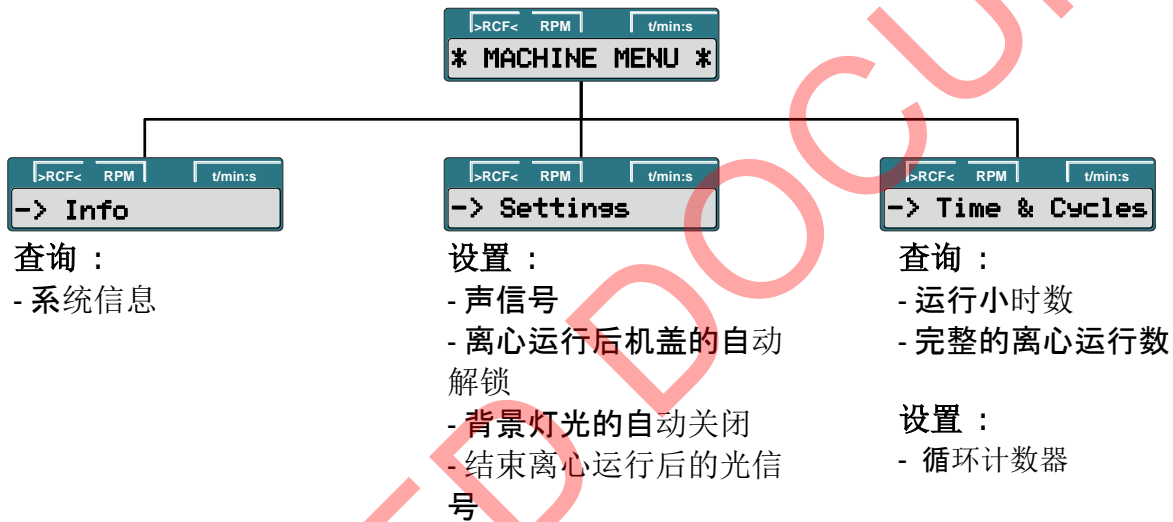 >RCF< RPM t/min:s
* MACHINE MENU *
>RCF< RPM t/min:s
-> Info
查询：
- 系统信息
>RCF< RPM t/min:s
-> Settings
设置：
- 声信号
- 离心运行后机盖的自动
解锁
- 背景灯光的自动关闭
- 结束离心运行后的光信
号
>RCF< RPM t/min:s
-> Time & Cycles
查询：
- 运行小时数
- 完整的离心运行数
设置：
- 循环计数器